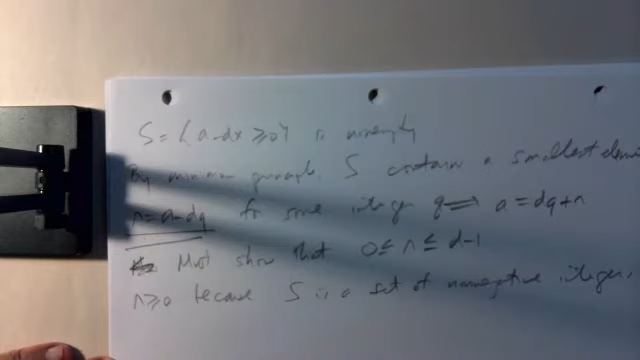 S = { a-dx ≥ 0 } is nonempty
By minimum principle, S contains a smallest elem
r = a-dq for some integer q ⟺ a = dq+r
Must show that 0 ≤ r ≤ d-1
r ≥ 0 because S is a set of nonnegative integers,